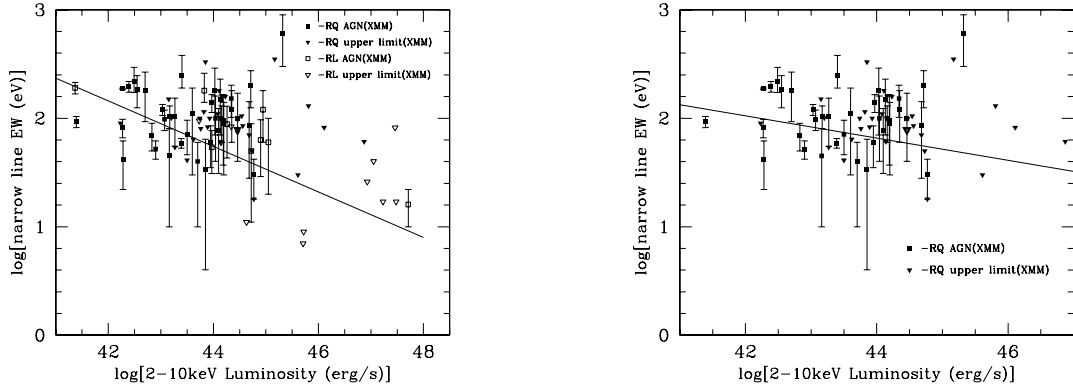 3
2
1
0
log[narrow line EW (eV)]
42
44
46
48
log[2−10keV Luminosity (erg/s)]
−RQ AGN(XMM)
−RQ upper limit(XMM)
−RL AGN(XMM)
−RL upper limit(XMM)
3
2
1
0
log[narrow line EW (eV)]
42
44
46
log[2−10keV Luminosity (erg/s)]
−RQ AGN(XMM)
−RQ upper limit(XMM)